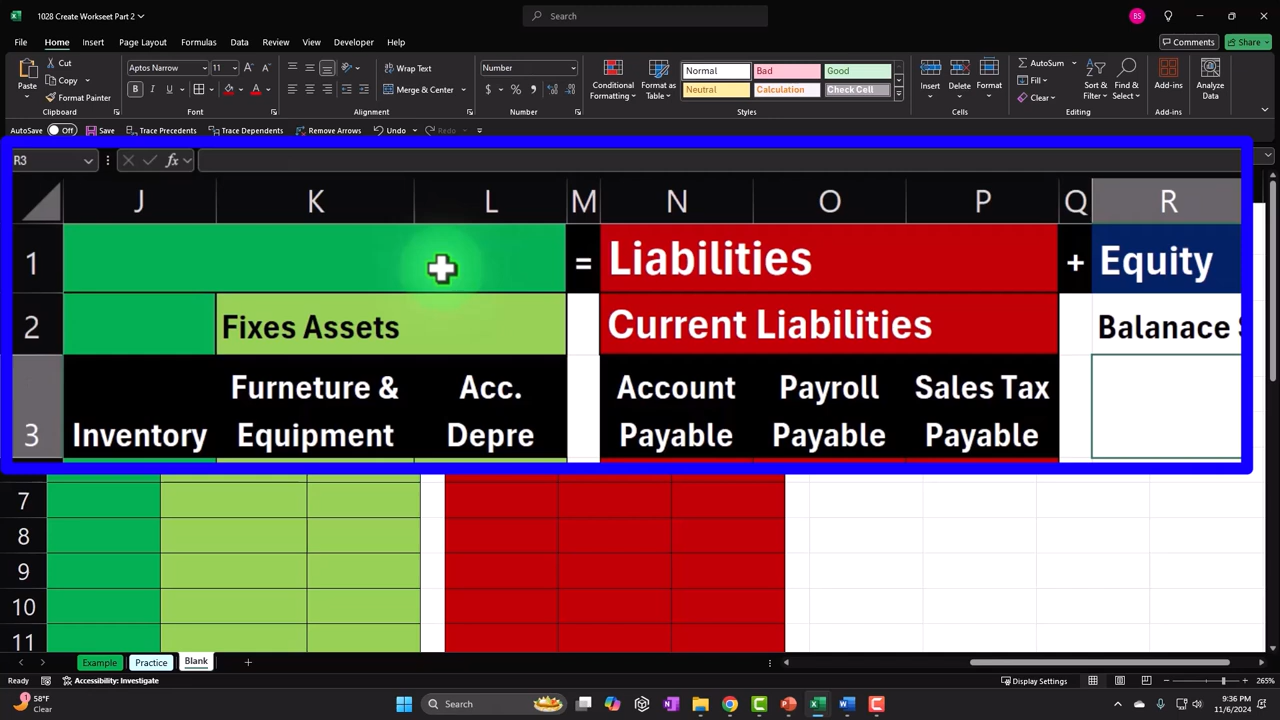 1028 Create Workseet Part 2
Search
BS
File Home Insert Page Layout Formulas Data Review View Developer Help
Comments Share
Paste
Cut
Copy
Format Painter
Clipboard
Aptos Narrow 11
B I U
Font
Wrap Text
Merge & Center
Alignment
Number
$ %
Number
Conditional Formatting
Format as Table
Normal Bad Good
Neutral Calculation Check Cell
Styles
Insert Delete Format
Cells
AutoSum
Fill
Clear
Sort & Filter
Find & Select
Editing
Add-ins
Add-ins
Analyze Data
AutoSave Off Save Trace Precedents Trace Dependents Remove Arrows Undo Redo
R3 fx
J K L M N O P Q R
1 = Liabilities + Equity
2 Fixes Assets Current Liabilities Balanace
3 Inventory Furneture & Equipment Acc. Depre Account Payable Payroll Payable Sales Tax Payable
7
8
9
10
11
Example Practice Blank +
Ready Accessibility: Investigate Display Settings 265%
58°F
Clear
Search
9:36 PM
11/6/2024